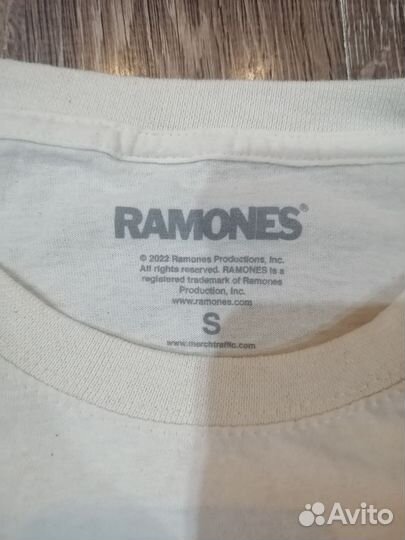 RAMONES®
© 2022 Ramones Productions, Inc.
All rights reserved. RAMONES is a
registered trademark of Ramones
Production, Inc.
www.ramones.com
S
www.merchtraffic.com
Avito